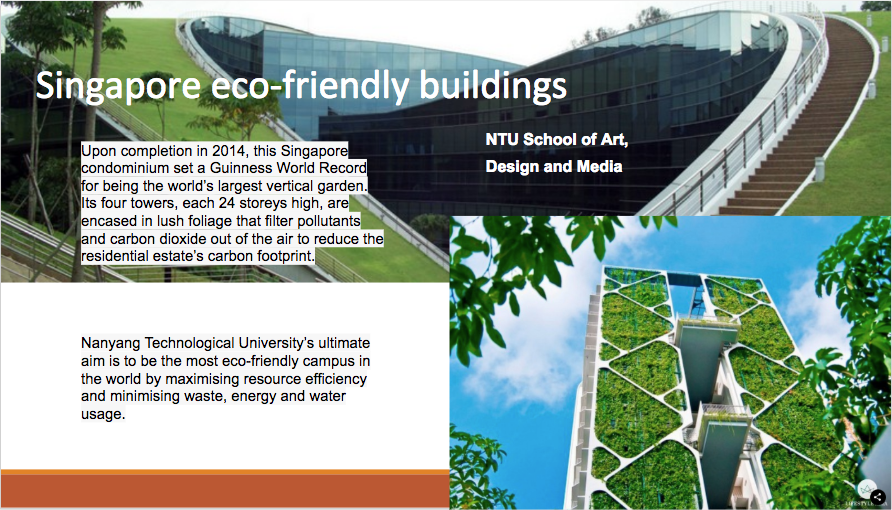 Singapore eco-friendly buildings
NTU School of Art,
Design and Media
Upon completion in 2014, this Singapore
condominium set a Guinness World Record
for being the world’s largest vertical garden.
Its four towers, each 24 storeys high, are
encased in lush foliage that filter pollutants
and carbon dioxide out of the air to reduce the
residential estate’s carbon footprint.
Nanyang Technological University’s ultimate
aim is to be the most eco-friendly campus in
the world by maximising resource efficiency
and minimising waste, energy and water
usage.